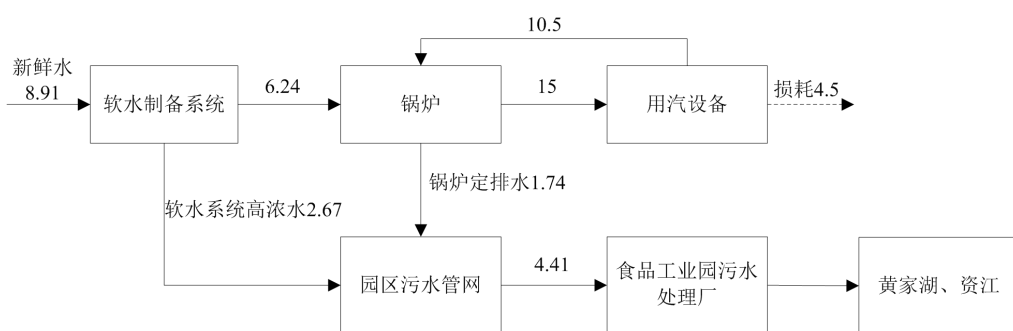 10.5
新鲜水
8.91
软水制备系统
6.24
锅炉
15
用汽设备
损耗4.5
锅炉定排水1.74
软水系统高浓水2.67
园区污水管网
4.41
食品工业园污水
处理厂
黄家湖、资江